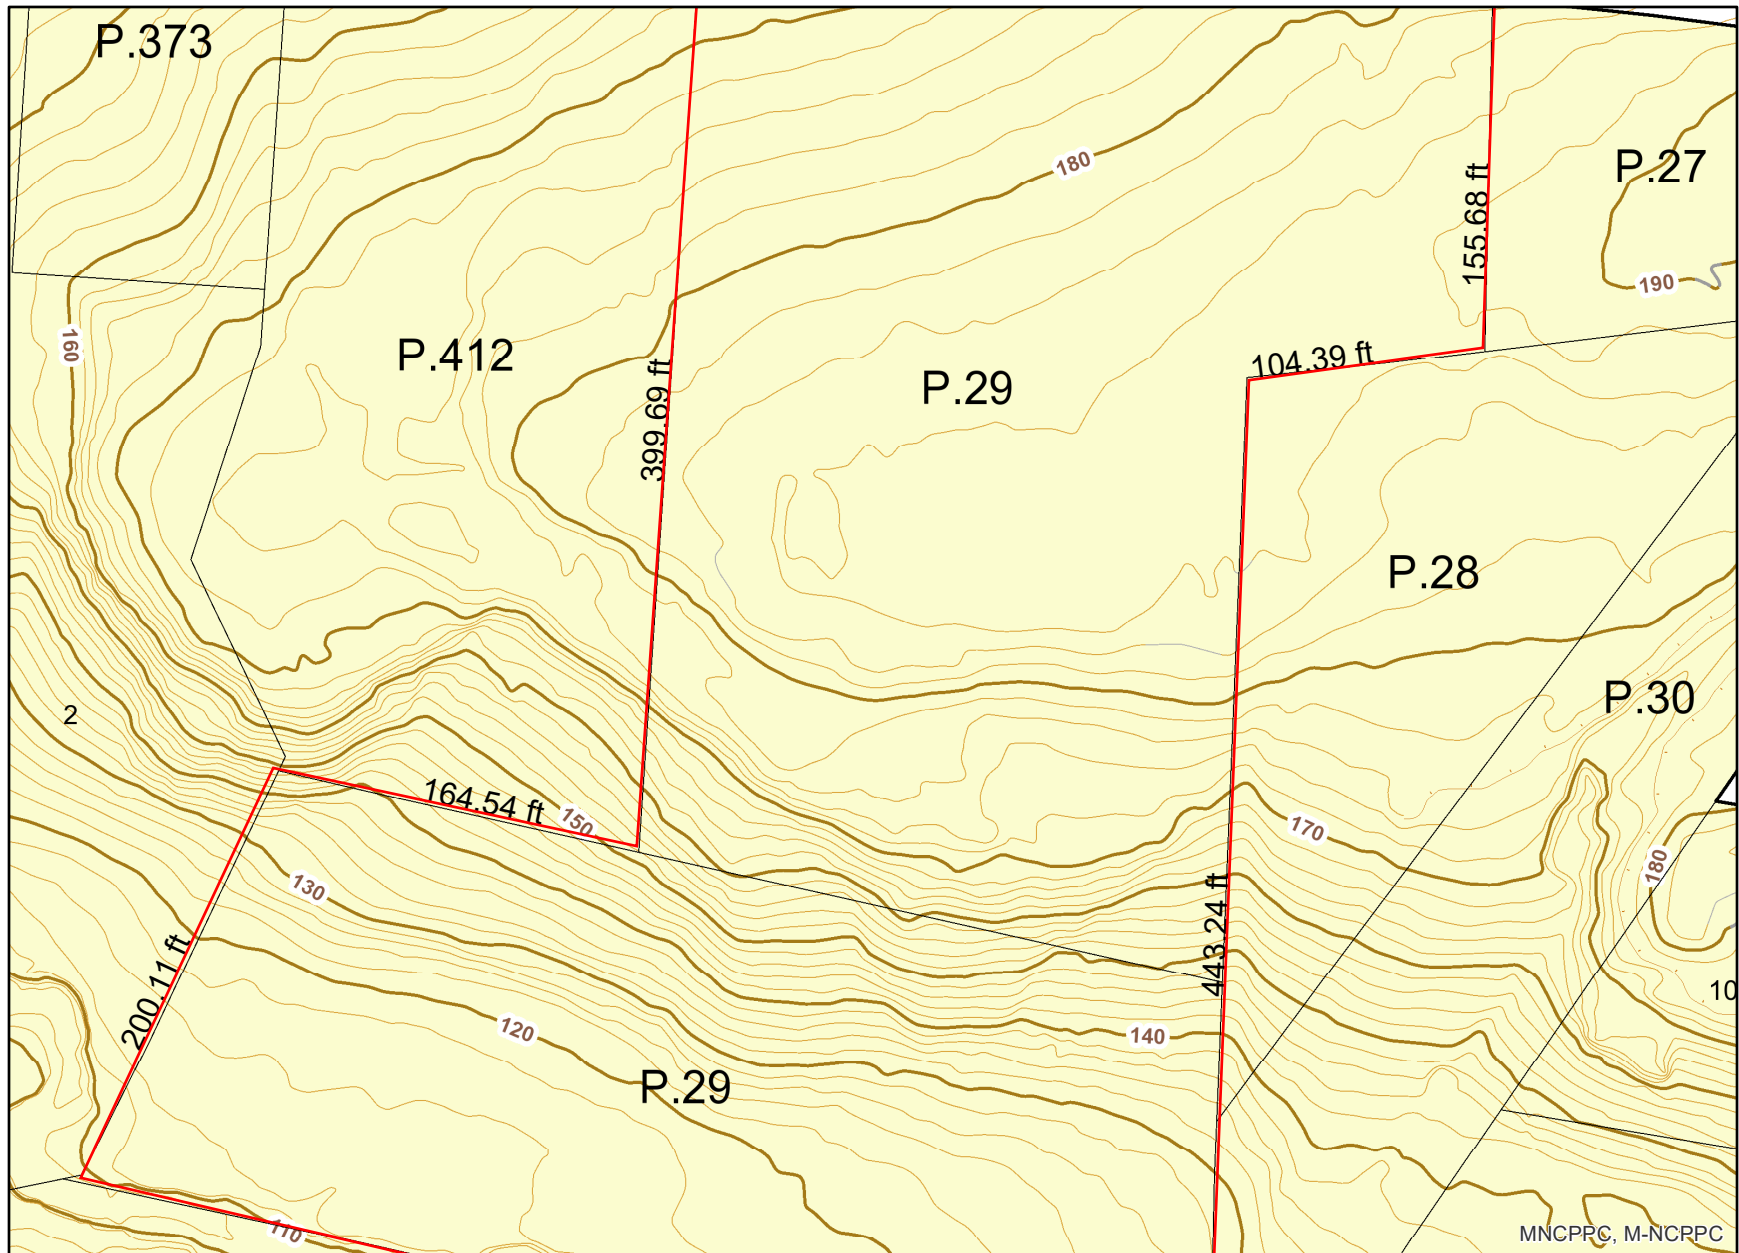 P.373
180
P.27
155.68 ft
190
160
P.412
104.39 ft
P.29
399.69 ft
P.28
P.30
2
164.54 ft
150
170
180
130
443.24 ft
200.11 ft
10
120
140
P.29
110
MNCPPC, M-NCPPC